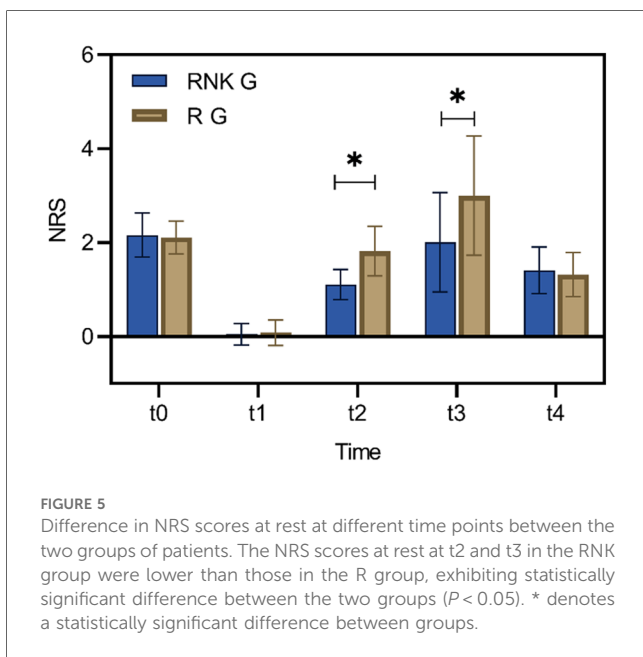 6
RNK G
R G
*
*
4
NRS
2
0
t0 t1 t2 t3 t4
Time
FIGURE 5
Difference in NRS scores at rest at different time points between the
two groups of patients. The NRS scores at rest at t2 and t3 in the RNK
group were lower than those in the R group, exhibiting statistically
significant difference between the two groups (P < 0.05). * denotes
a statistically significant difference between groups.